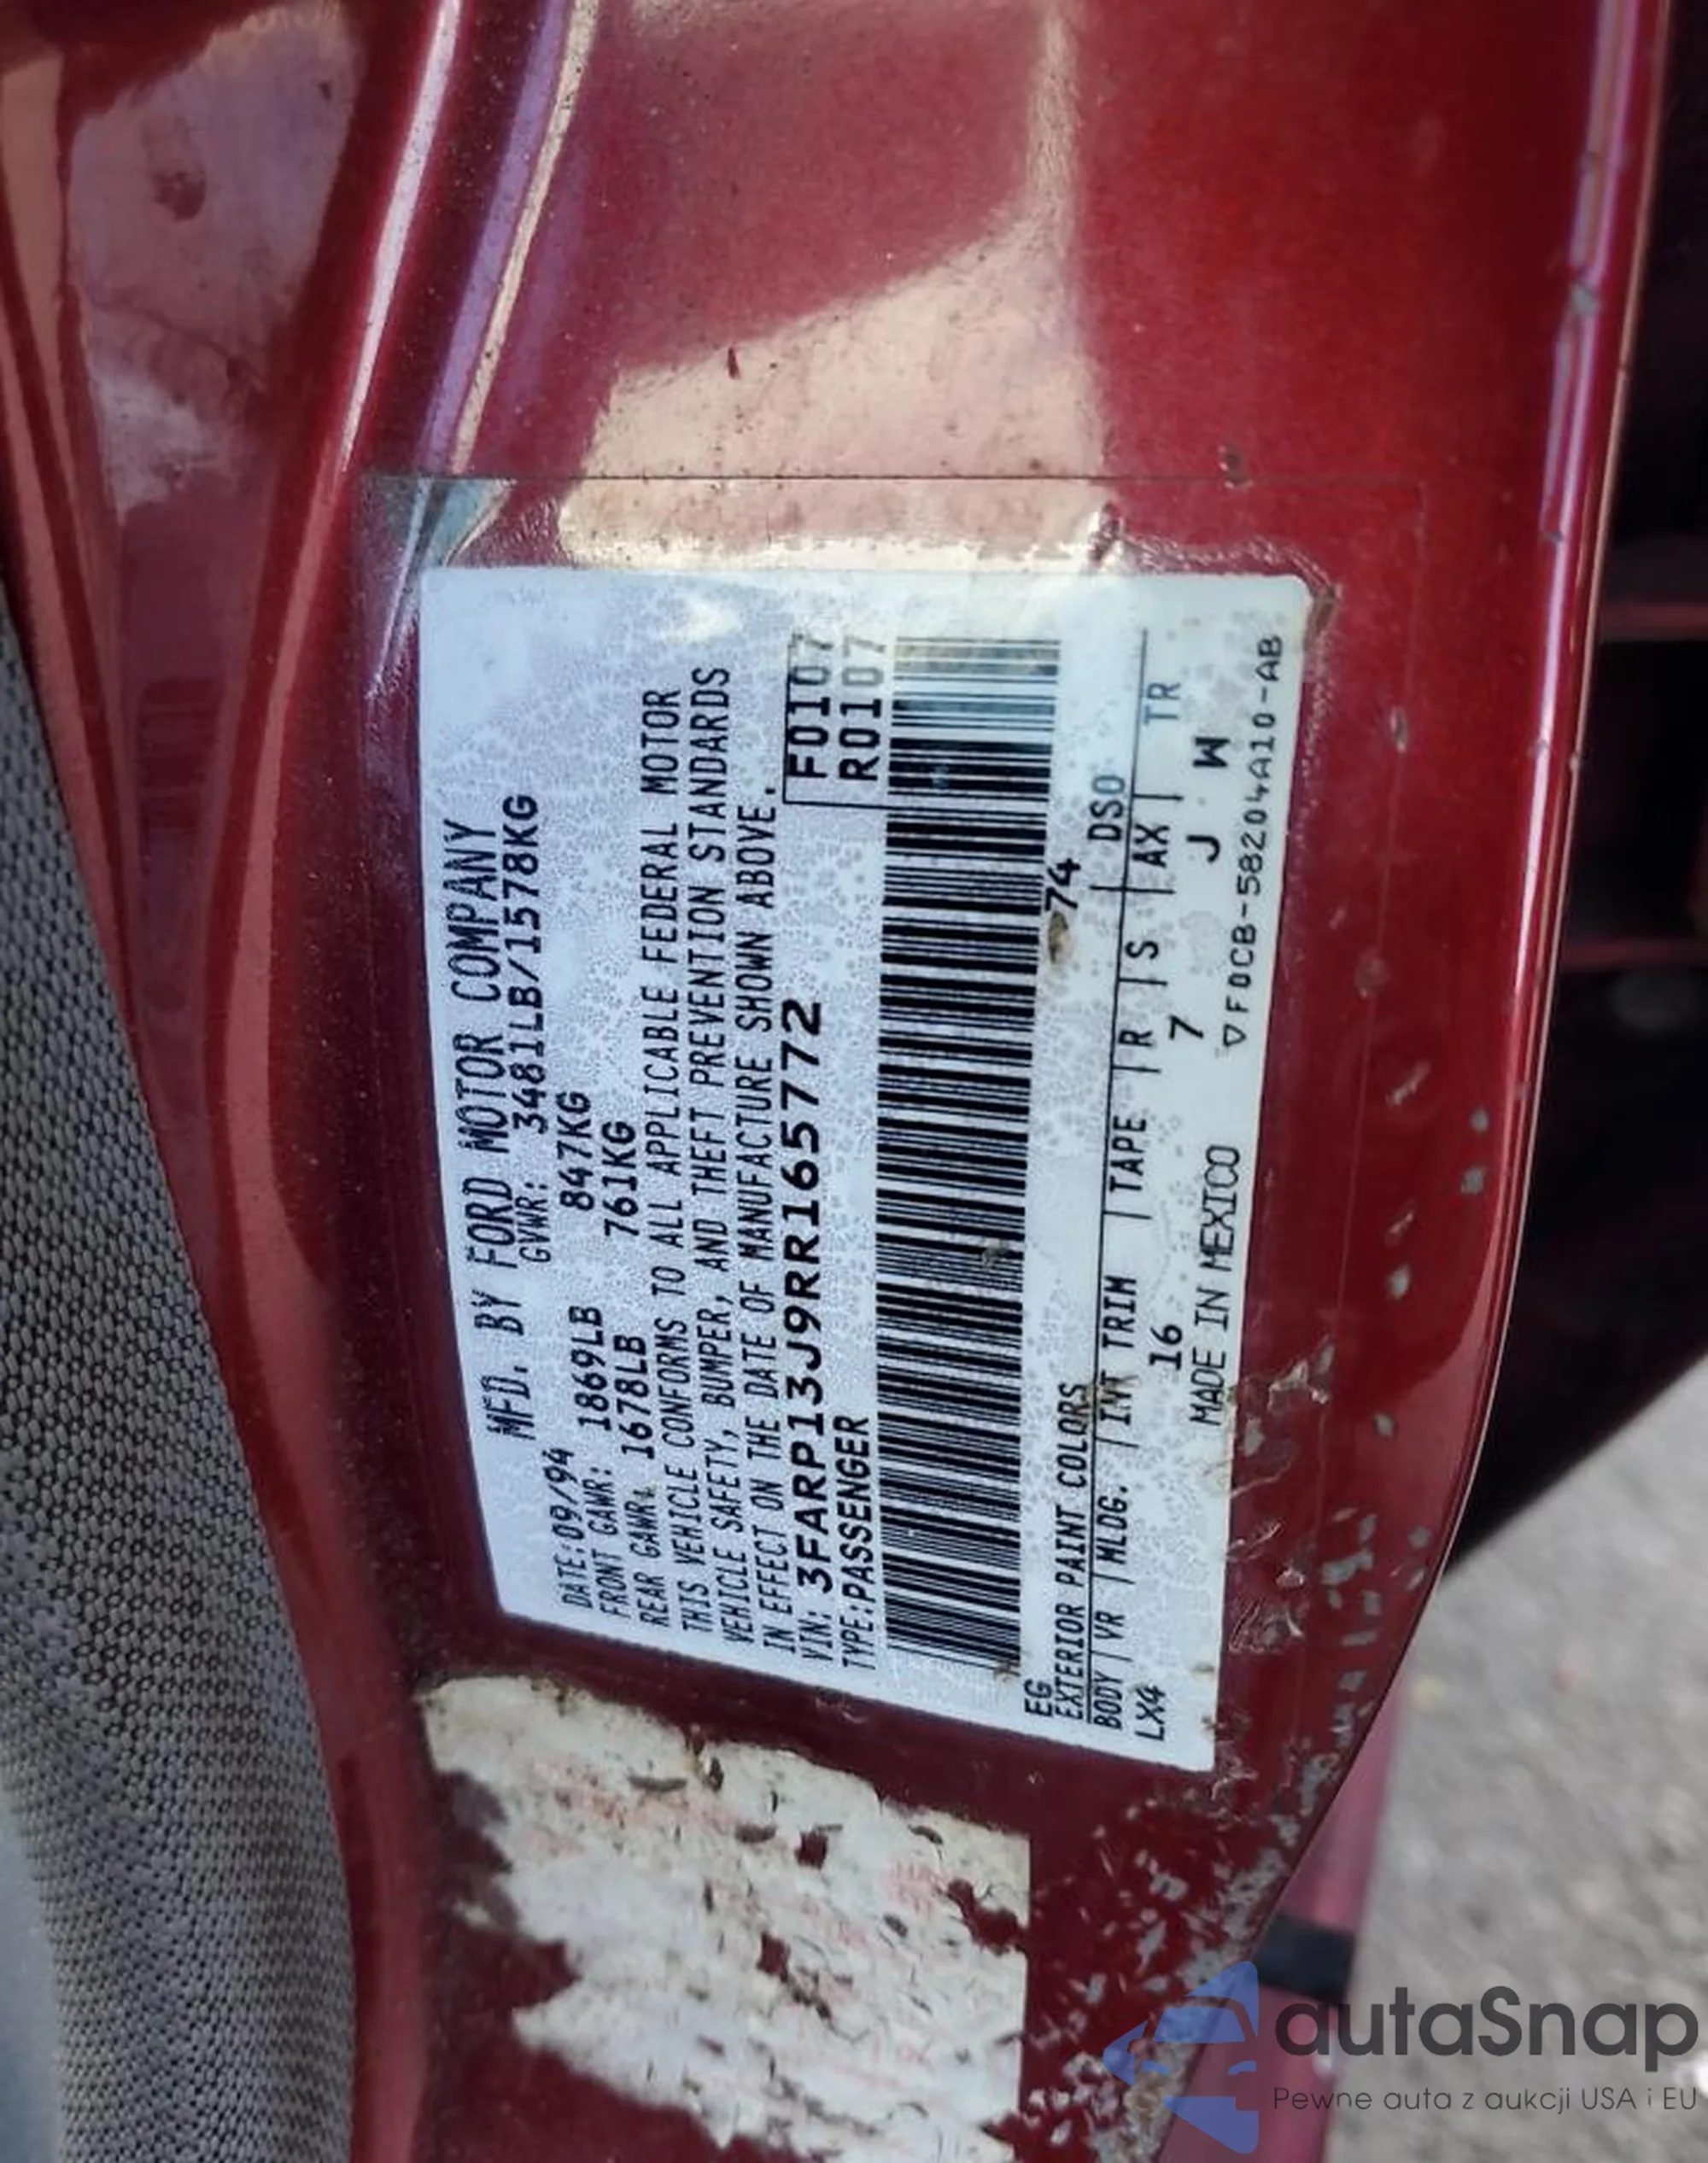 MFD. BY FORD MOTOR COMPANY
DATE:09/94 GVWR: 3481LB/1578KG
FRONT GAWR: 1869LB 847KG
REAR GAWR: 1678LB 761KG
THIS VEHICLE CONFORMS TO ALL APPLICABLE FEDERAL MOTOR
VEHICLE SAFETY, BUMPER, AND THEFT PREVENTION STANDARDS
IN EFFECT ON THE DATE OF MANUFACTURE SHOWN ABOVE.
VIN: 3FARP13J9RR165772 F0107
TYPE:PASSENGER R0107
EG 74
EXTERIOR PAINT COLORS DSO
BODY | VR | MLDG. | INT TRIM | TAPE | R | S | AX | TR
LX4 16 7 J W
MADE IN MEXICO ▽F0CB-58204A10-AB
autaSnap
Pewne auta z aukcji USA i EU